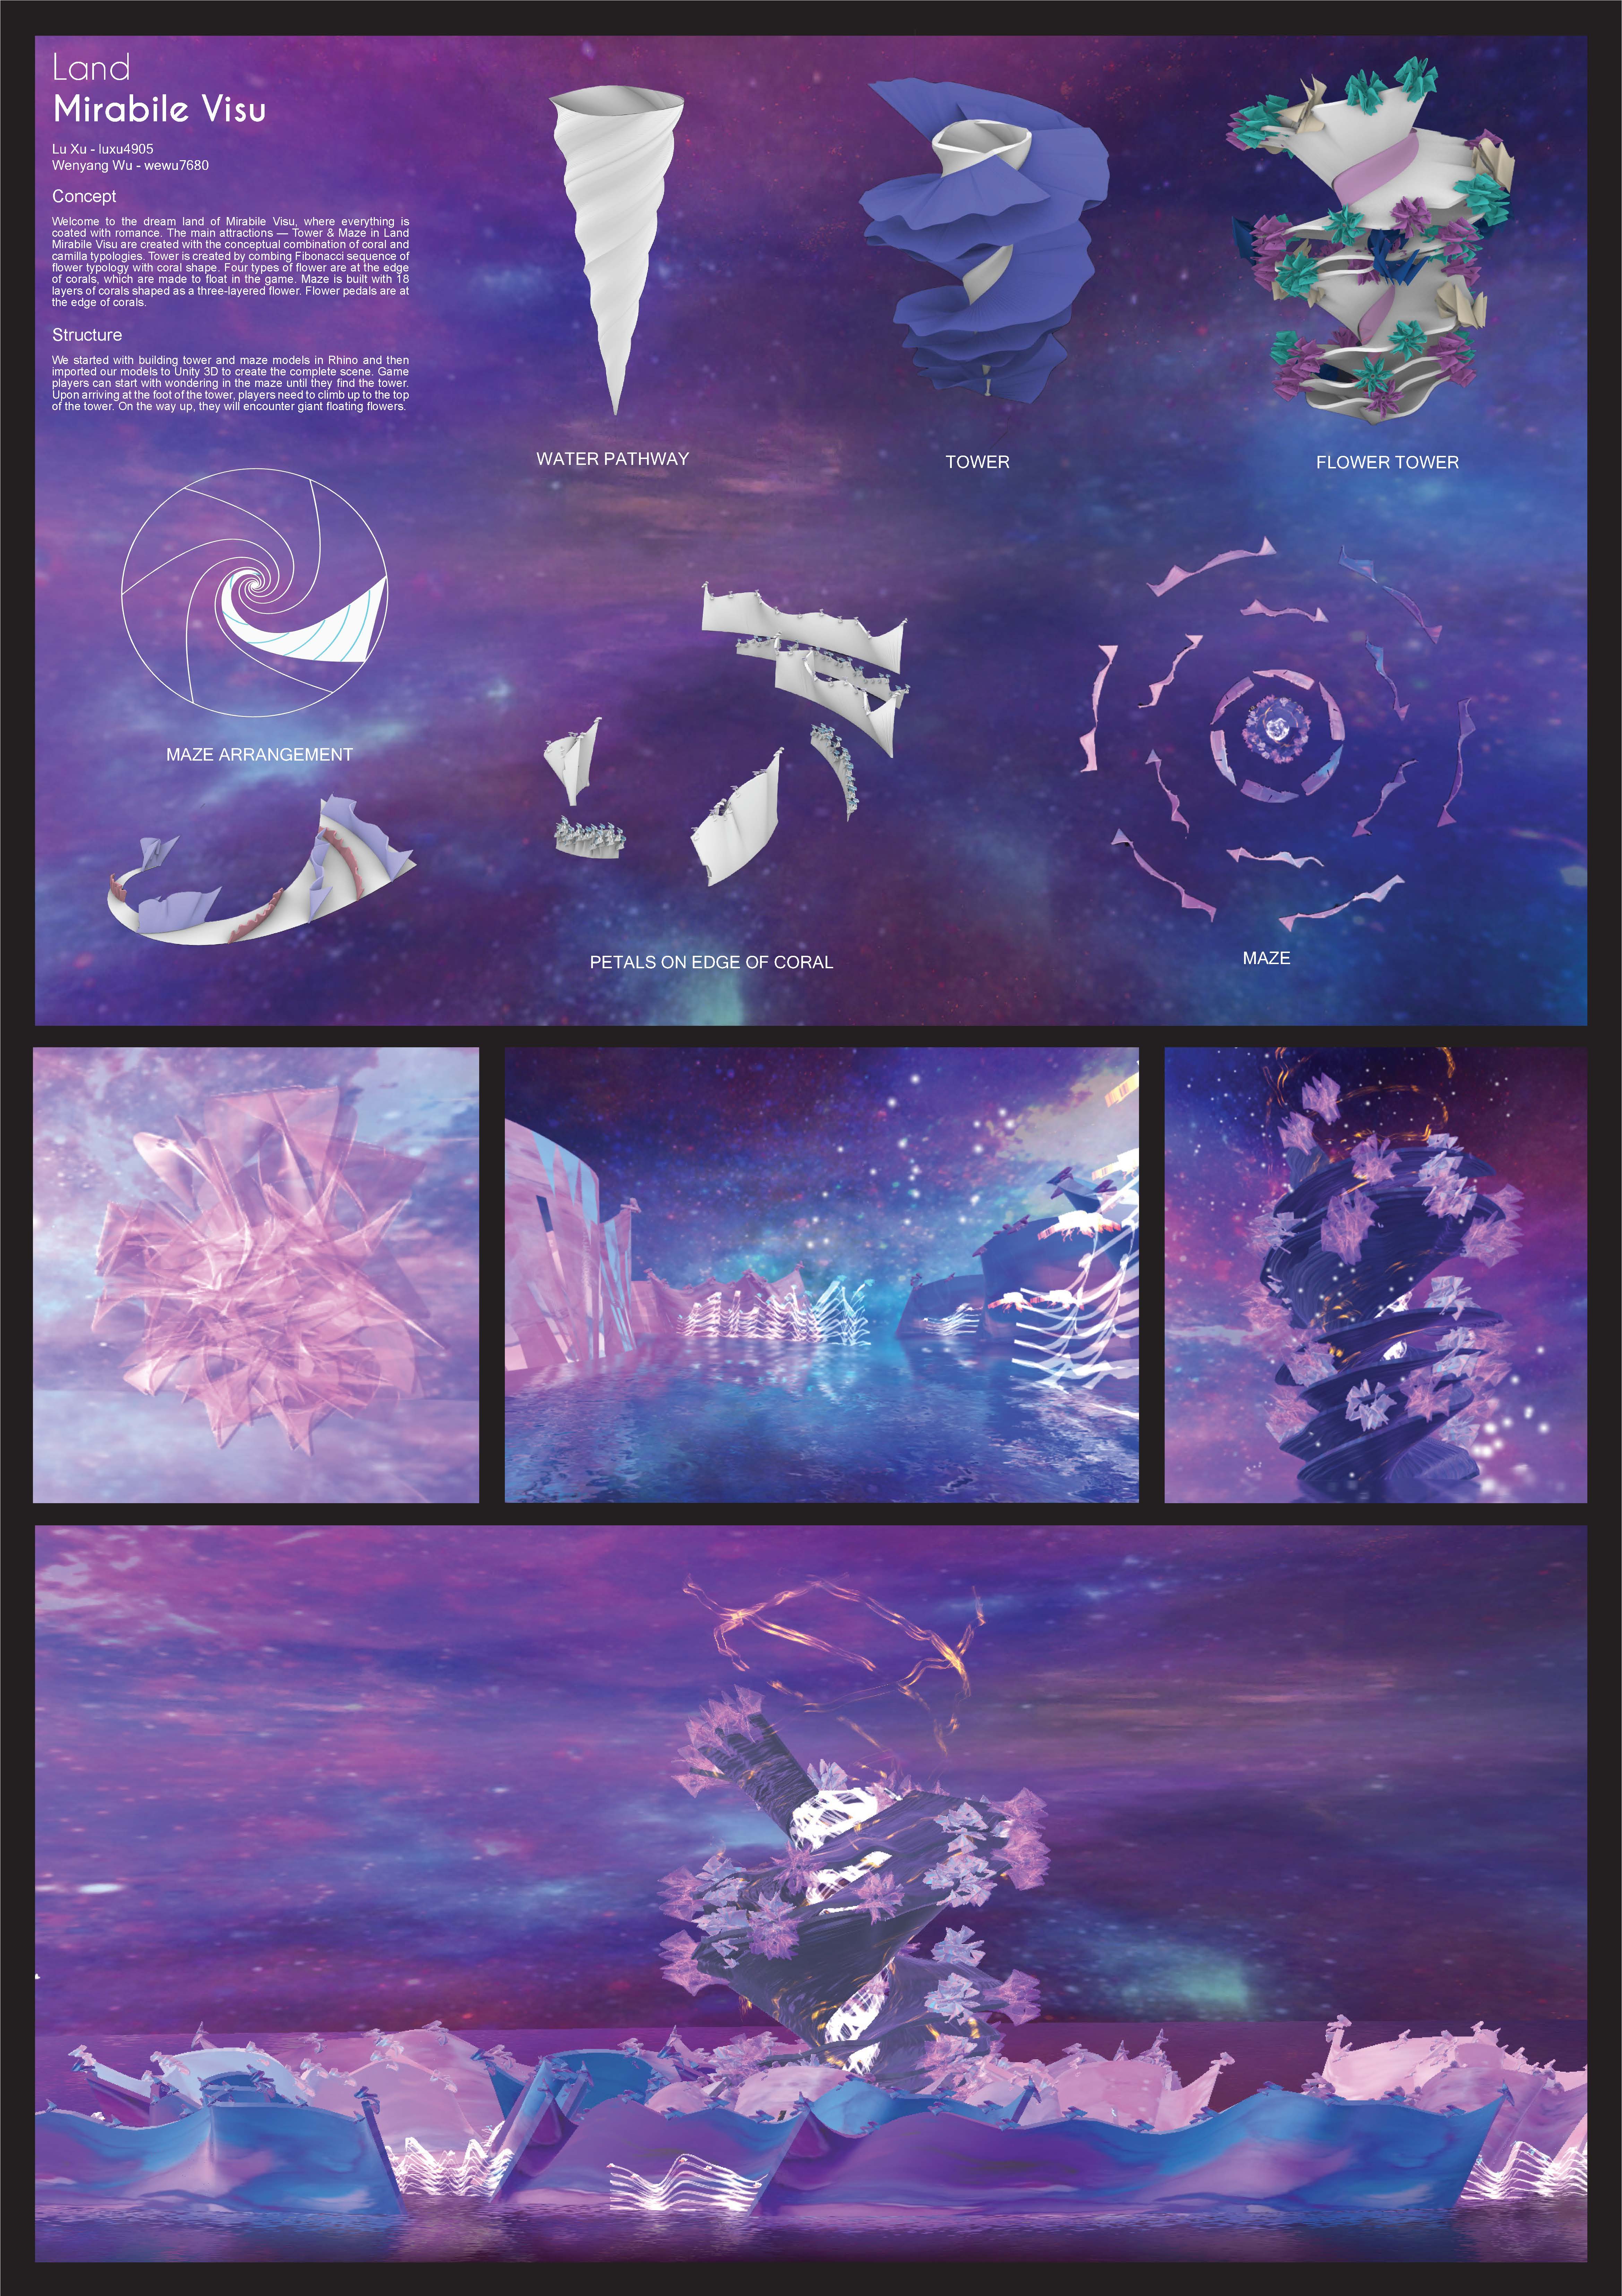 Land
Mirabile Visu
Lu Xu - luxu4905
Wenyang Wu - wewu7680
Concept
Welcome to the dream land of Mirabile Visu, where everything is
coated with romance. The main attractions — Tower & Maze in Land
Mirabile Visu are created with the conceptual combination of coral and
camilla typologies. Tower is created by combing Fibonacci sequence of
flower typology with coral shape. Four types of flower are at the edge
of corals, which are made to float in the game. Maze is built with 18
layers of corals shaped as a three-layered flower. Flower pedals are at
the edge of corals.
Structure
We started with building tower and maze models in Rhino and then
imported our models to Unity 3D to create the complete scene. Game
players can start with wondering in the maze until they find the tower.
Upon arriving at the foot of the tower, players need to climb up to the top
of the tower. On the way up, they will encounter giant floating flowers.
WATER PATHWAY
TOWER
FLOWER TOWER
MAZE ARRANGEMENT
PETALS ON EDGE OF CORAL
MAZE